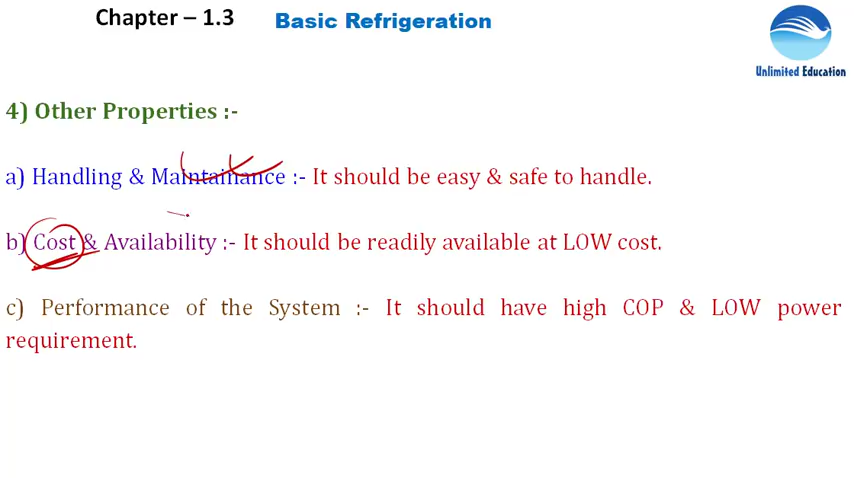 Chapter – 1.3
Basic Refrigeration
Unlimited Education
4) Other Properties :-
a) Handling & Maintainance :- It should be easy & safe to handle.
b) Cost & Availability :- It should be readily available at LOW cost.
c) Performance of the System :- It should have high COP & LOW power
requirement.